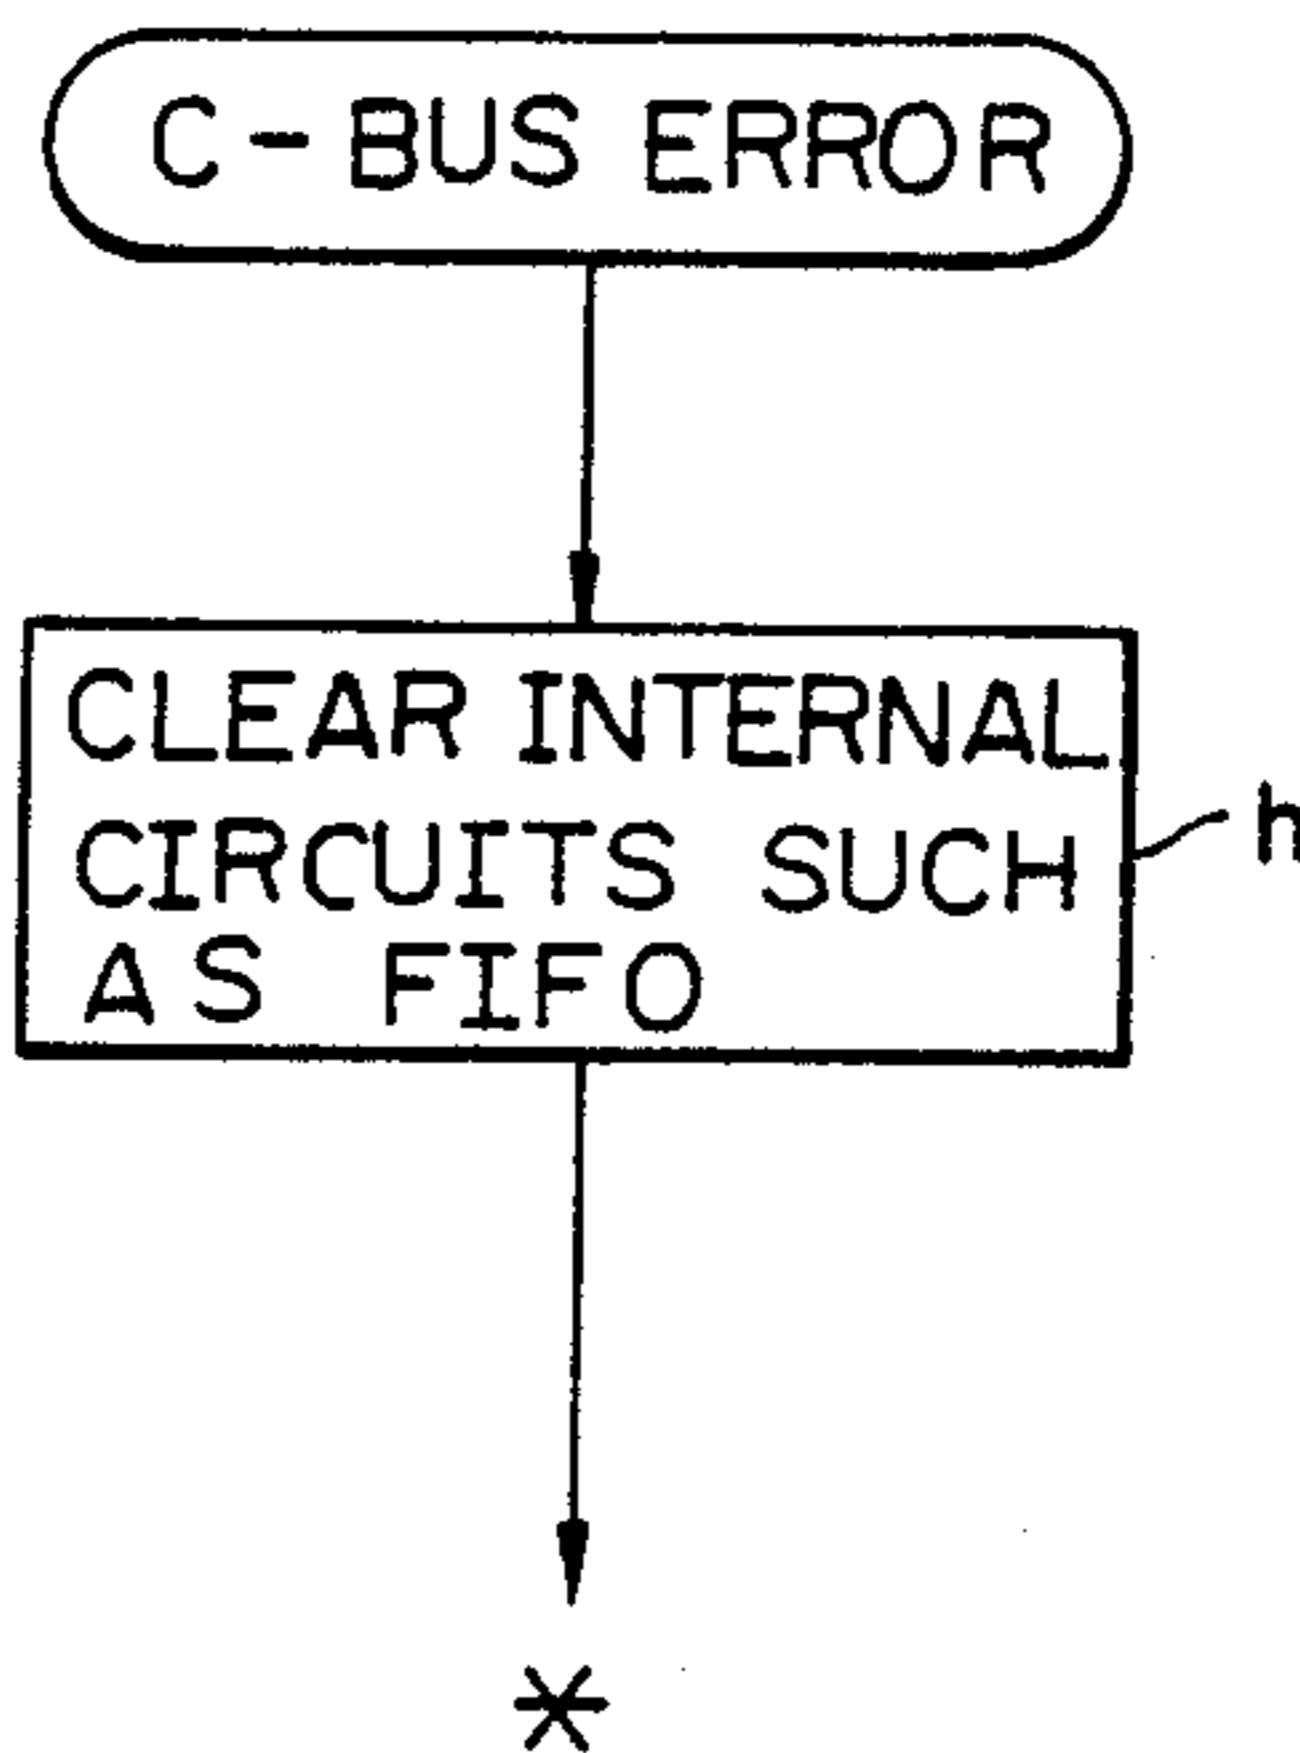 C-BUS ERROR
CLEAR INTERNAL
CIRCUITS SUCH
AS FIFO
h
*